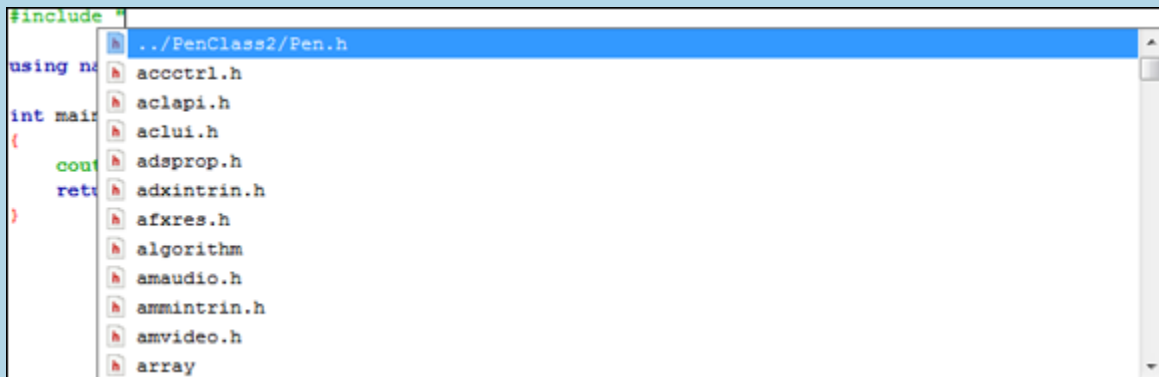 #include "
../PenClass2/Pen.h
using na
accctrl.h
aclapi.h
int main
aclui.h
{
adsprop.h
cout
retu
adxintrin.h
}
afxres.h
algorithm
amaudio.h
ammintrin.h
amvideo.h
array